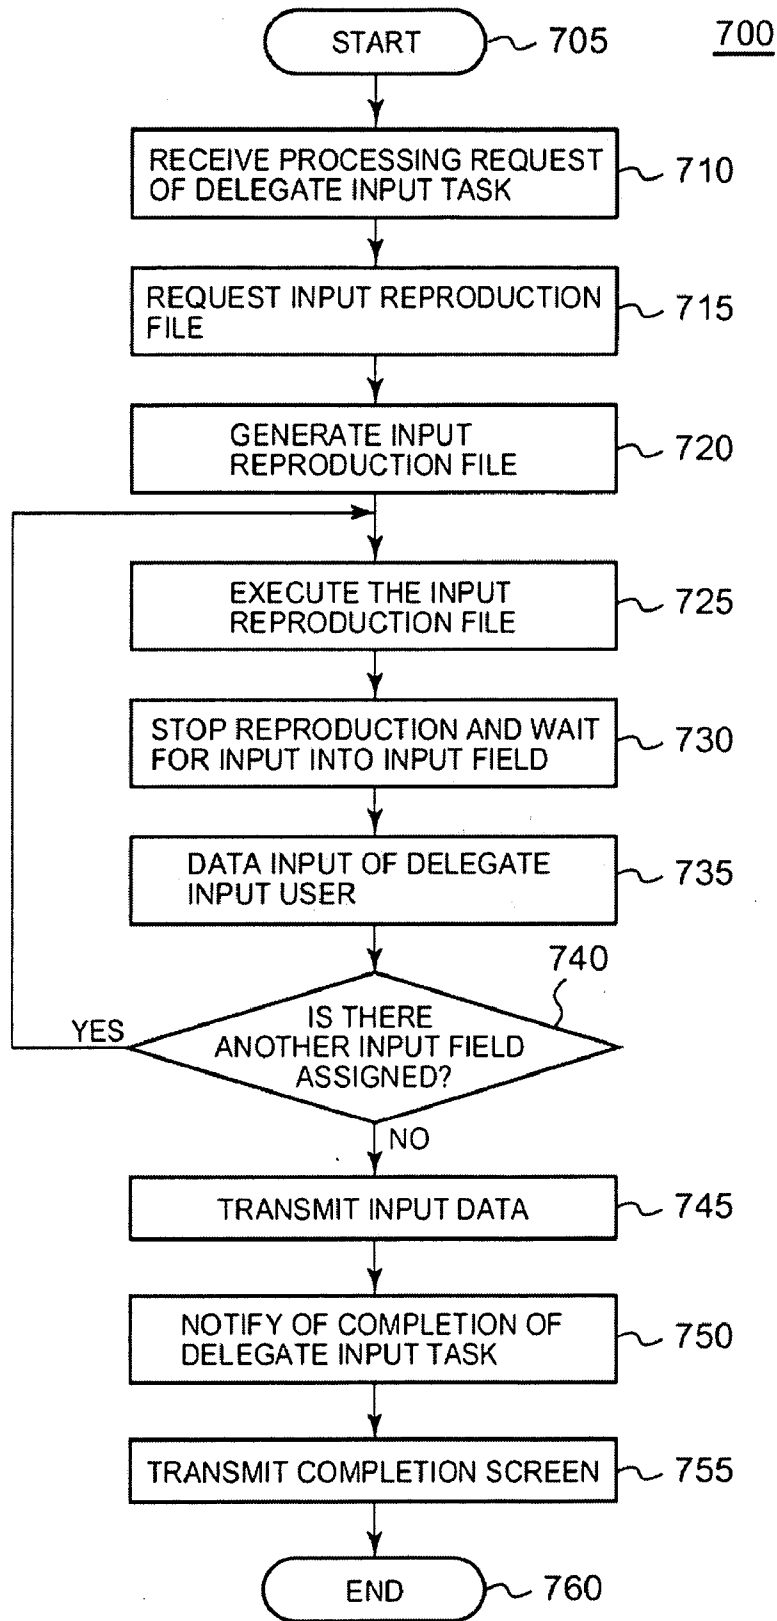 START
705
700
RECEIVE PROCESSING REQUEST
OF DELEGATE INPUT TASK
710
REQUEST INPUT REPRODUCTION
FILE
715
GENERATE INPUT
REPRODUCTION FILE
720
EXECUTE THE INPUT
REPRODUCTION FILE
725
STOP REPRODUCTION AND WAIT
FOR INPUT INTO INPUT FIELD
730
DATA INPUT OF DELEGATE
INPUT USER
735
740
YES
IS THERE
ANOTHER INPUT FIELD
ASSIGNED?
NO
TRANSMIT INPUT DATA
745
NOTIFY OF COMPLETION OF
DELEGATE INPUT TASK
750
TRANSMIT COMPLETION SCREEN
755
END
760